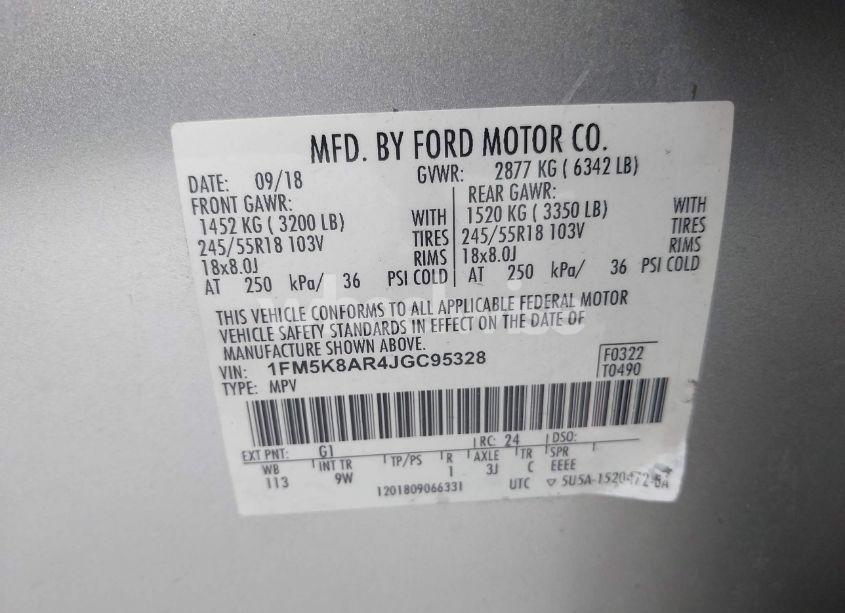 MFD. BY FORD MOTOR CO.
DATE: 09/18 GVWR: 2877 KG ( 6342 LB)
FRONT GAWR: REAR GAWR:
1452 KG ( 3200 LB) WITH 1520 KG ( 3350 LB) WITH
245/55R18 103V TIRES 245/55R18 103V TIRES
18x8.0J RIMS 18x8.0J RIMS
AT 250 kPa/ 36 PSI COLD AT 250 kPa/ 36 PSI COLD
THIS VEHICLE CONFORMS TO ALL APPLICABLE FEDERAL MOTOR
VEHICLE SAFETY STANDARDS IN EFFECT ON THE DATE OF
MANUFACTURE SHOWN ABOVE.
VIN: 1FM5K8AR4JGC95328 F0322
TYPE: MPV T0490
EXT PNT: G1 RC: 24 DSO:
WB INT TR TP/PS R AXLE TR SPR
113 9W 1 3J C EEEE
1201809066331 UTC